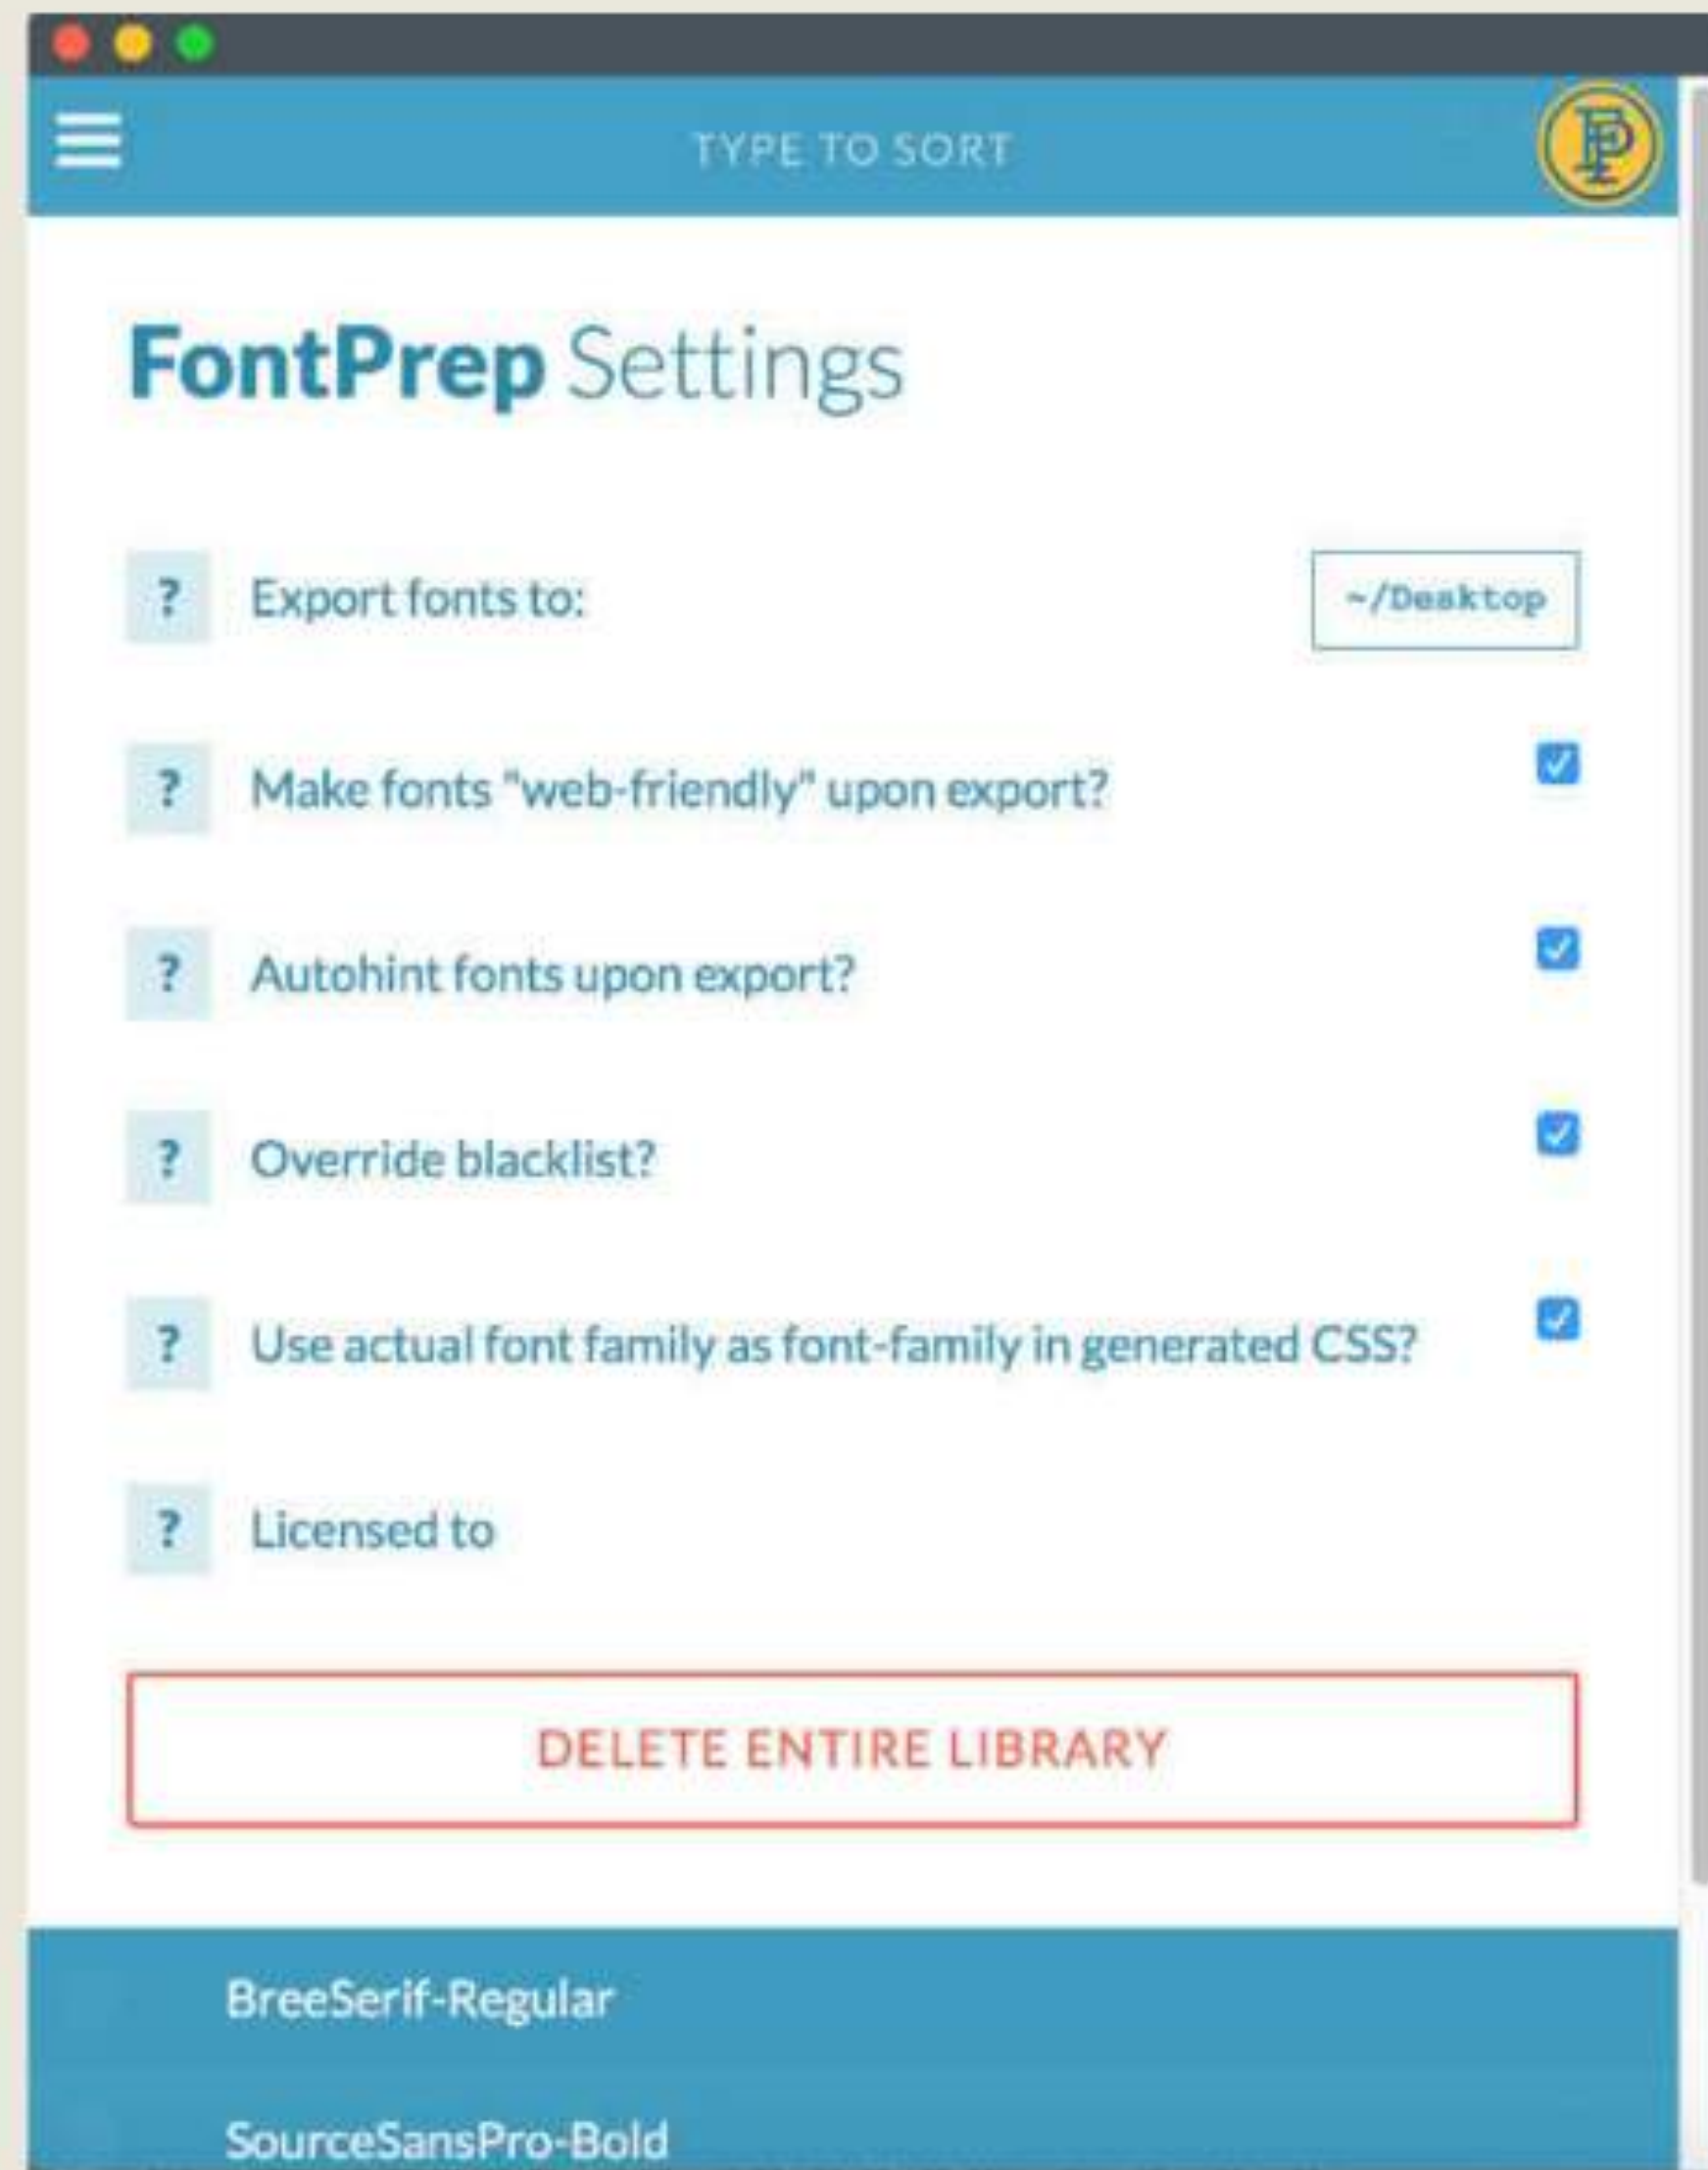 TYPE TO SORT
FontPrep Settings
? Export fonts to: ~/Desktop
? Make fonts "web-friendly" upon export?
? Autohint fonts upon export?
? Override blacklist?
? Use actual font family as font-family in generated CSS?
? Licensed to
DELETE ENTIRE LIBRARY
BreeSerif-Regular
SourceSansPro-Bold